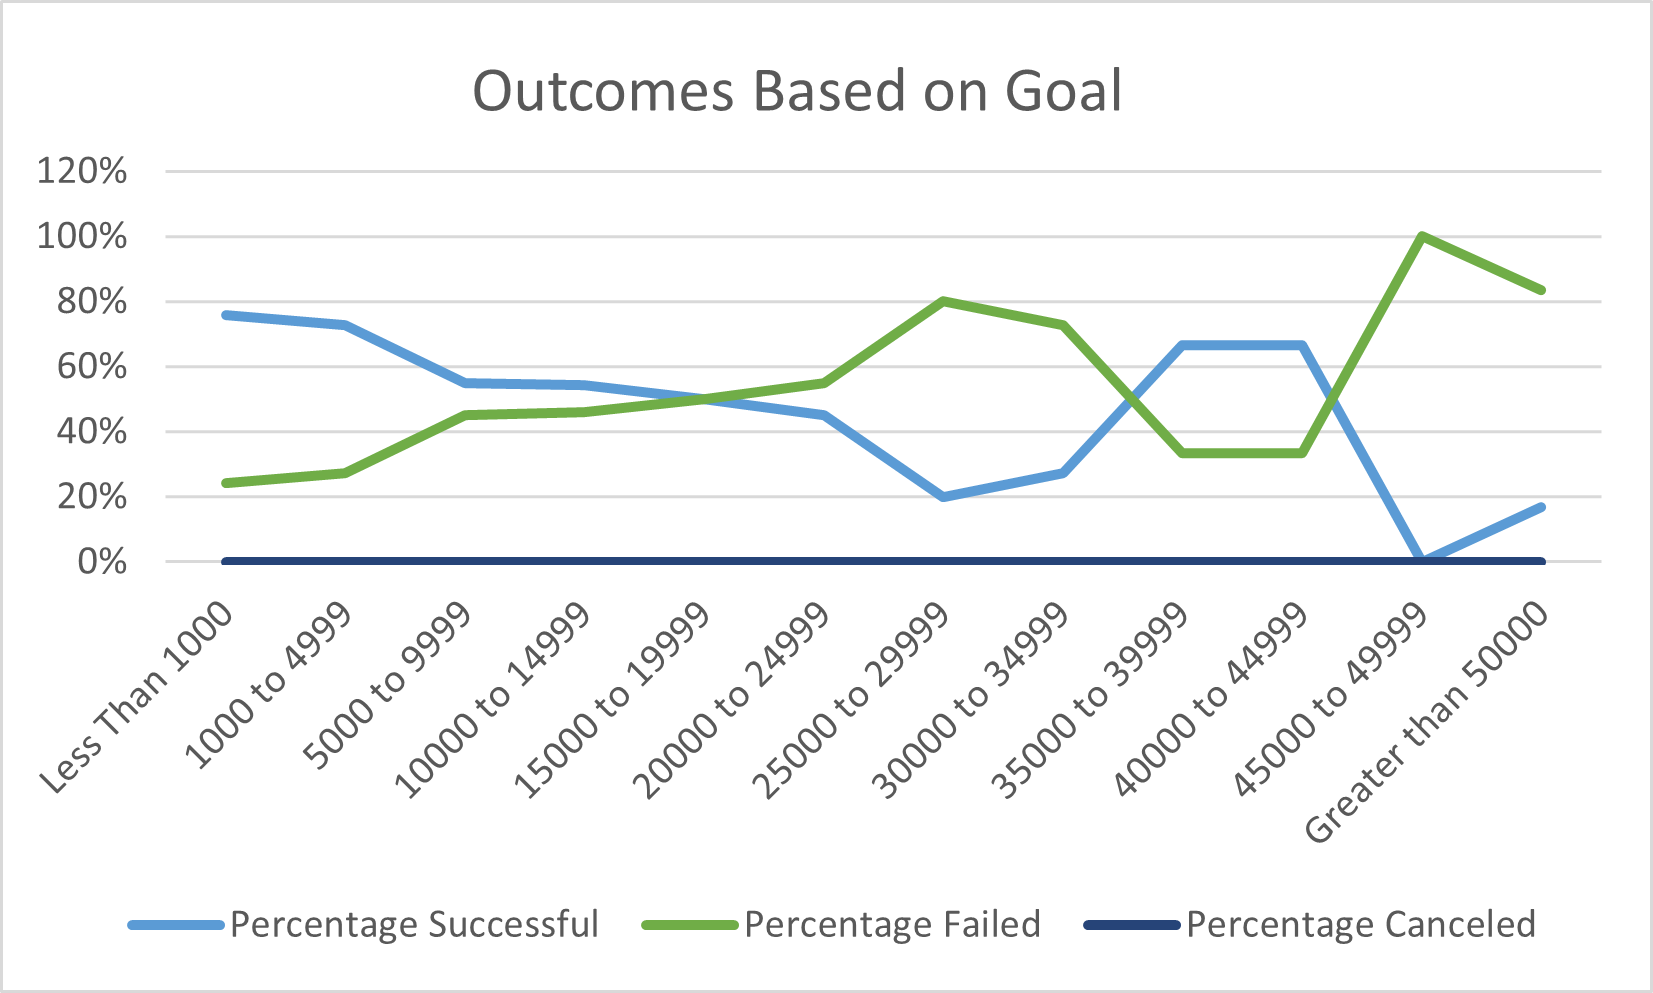 Outcomes Based on Goal
120%
100%
80%
60%
40%
20%
0%
Less Than 1000
1000 to 4999
5000 to 9999
10000 to 14999
15000 to 19999
20000 to 24999
25000 to 29999
30000 to 34999
35000 to 39999
40000 to 44999
45000 to 49999
Greater than 50000
Percentage Successful
Percentage Failed
Percentage Canceled